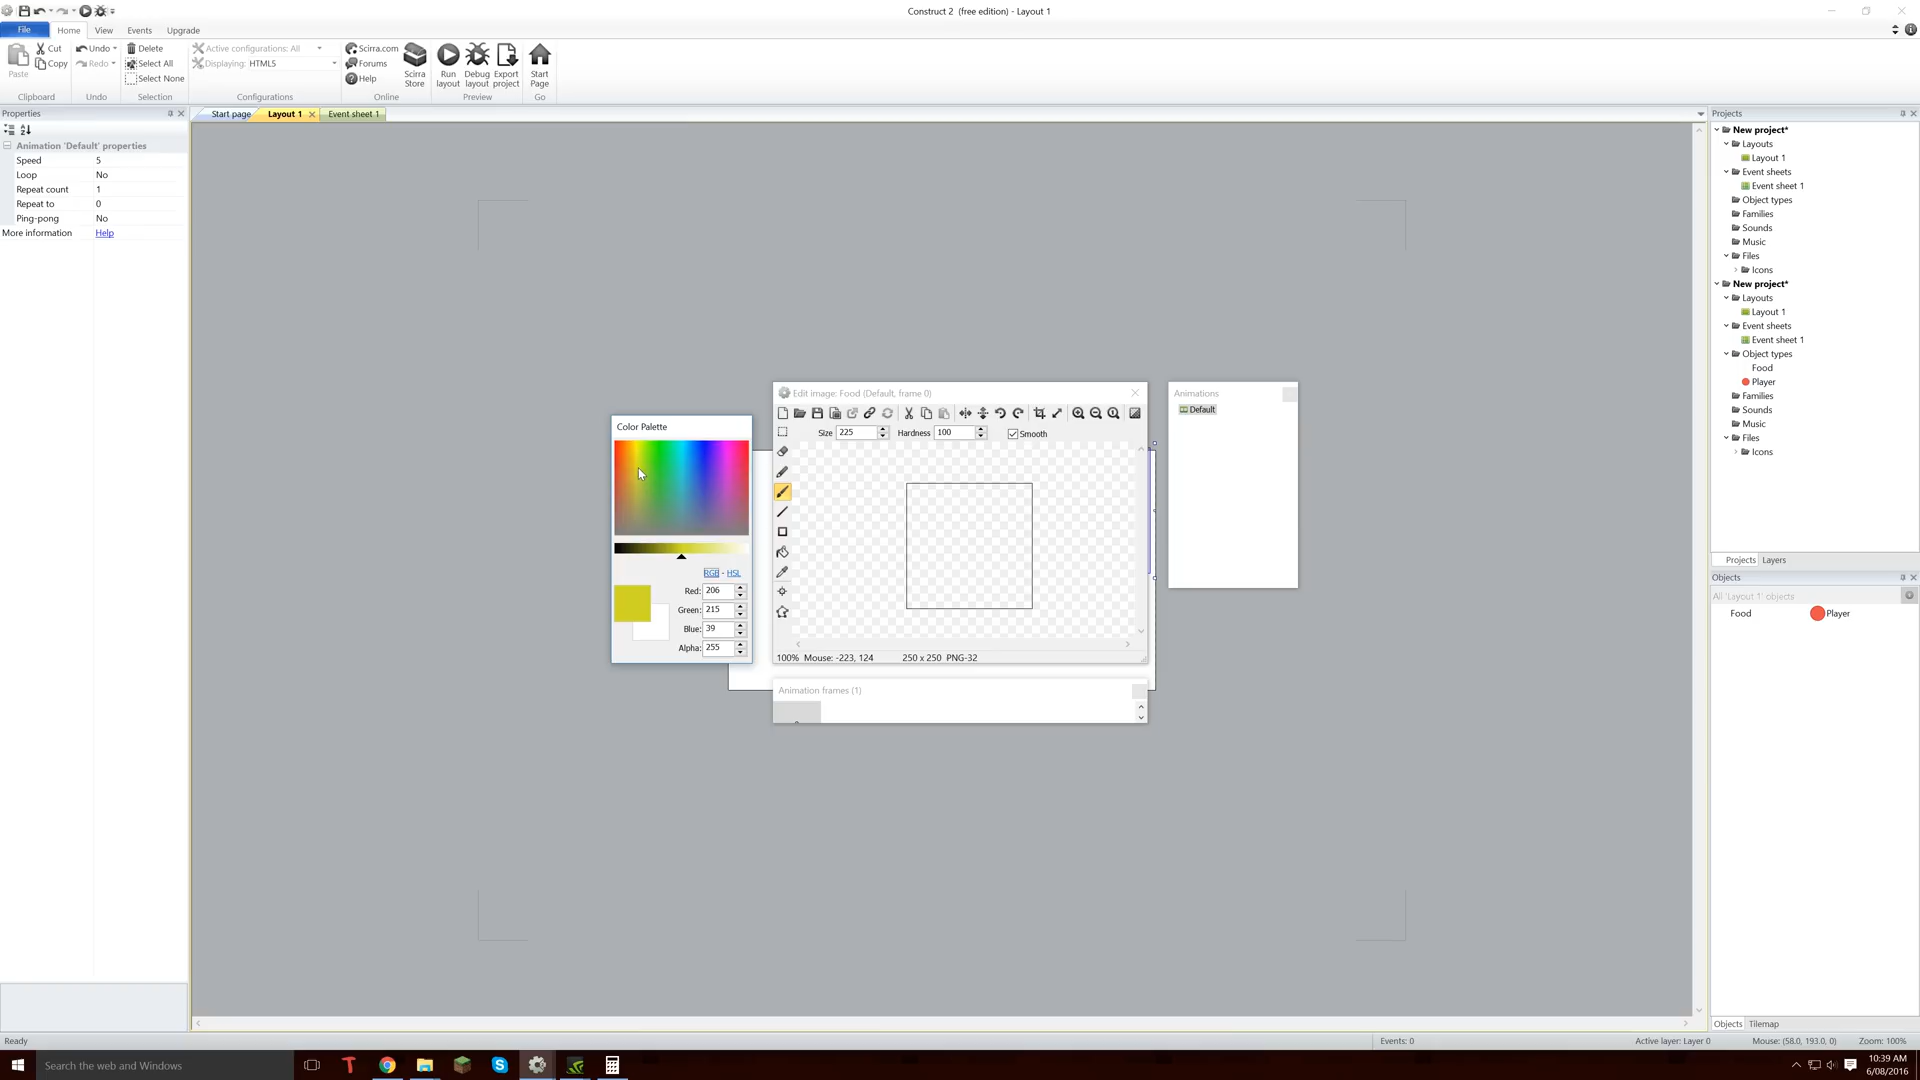 Construct 2 (free edition) - Layout 1
File Home View Events Upgrade
Paste
Cut
Copy
Clipboard
Undo
Redo
Undo
Delete
Select All
Select None
Selection
Active configurations: All
Displaying: HTML5
Configurations
Scirra.com
Forums
Help
Scirra Store
Online
Run layout
Debug layout
Export project
Preview
Start Page
Go
Properties
Start page Layout 1 Event sheet 1
Animation 'Default' properties
Speed 5
Loop No
Repeat count 1
Repeat to 0
Ping-pong No
More information Help
Color Palette
RGB - HSL
Red: 206
Green: 215
Blue: 39
Alpha: 255
Edit image: Food (Default, frame 0)
Size 225 Hardness 100 Smooth
100% Mouse: -223, 124 250 x 250 PNG-32
Animation frames (1)
Animations
Default
Projects
New project*
Layouts
Layout 1
Event sheets
Event sheet 1
Object types
Families
Sounds
Music
Files
Icons
New project*
Layouts
Layout 1
Event sheets
Event sheet 1
Object types
Food
Player
Families
Sounds
Music
Files
Icons
Projects Layers
Objects
All 'Layout 1' objects
Food Player
Objects Tilemap
Ready Events: 0 Active layer: Layer 0 Mouse: (58.0, 193.0, 0) Zoom: 100%
Search the web and Windows
10:39 AM
6/08/2016